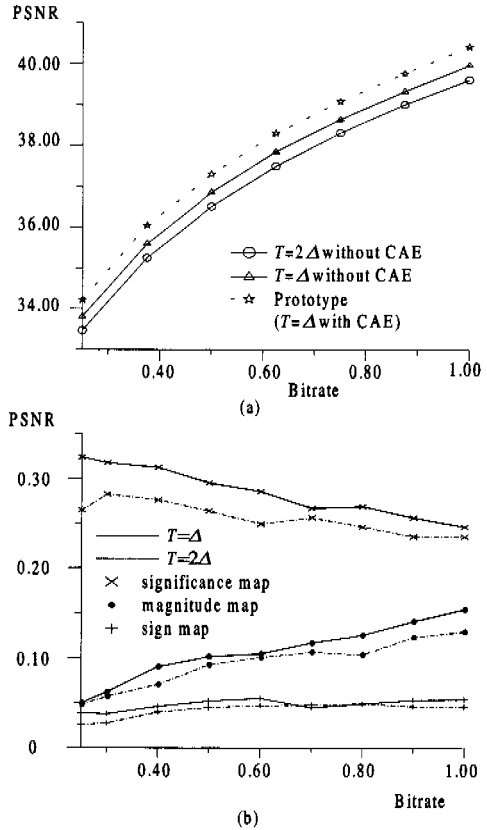 PSNR
40.00
38.00
36.00
34.00
T=2Δ without CAE
T=Δ without CAE
Prototype
(T=Δ with CAE)
0.40
0.60
0.80
1.00
Bitrate
(a)
PSNR
0.30
0.20
0.10
0
T=Δ
T=2Δ
significance map
magnitude map
sign map
0.40
0.60
0.80
1.00
Bitrate
(b)